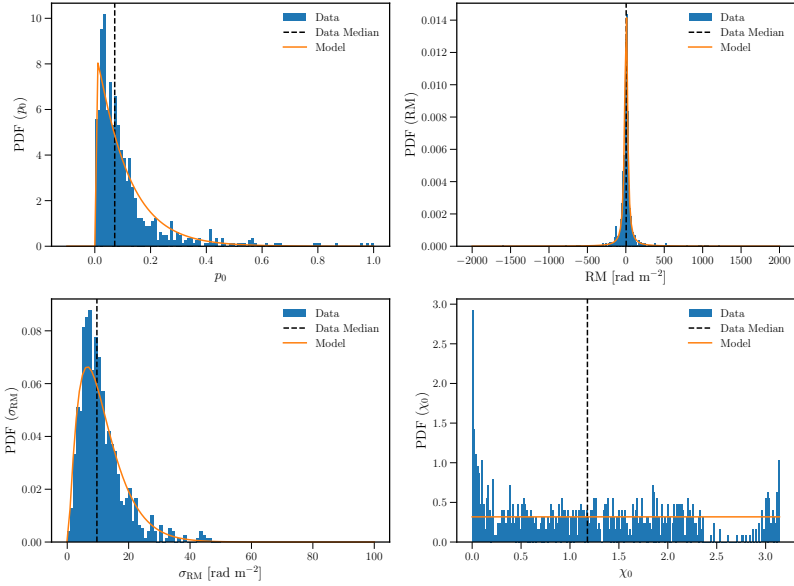 10
8
6
4
2
0
PDF (p₀)
Data
Data Median
Model
0.0 0.2 0.4 0.6 0.8 1.0
p₀
0.014
0.012
0.010
0.008
0.006
0.004
0.002
0.000
PDF (RM)
Data
Data Median
Model
−2000 −1500 −1000 −500 0 500 1000 1500 2000
RM [rad m⁻²]
0.08
0.06
0.04
0.02
0.00
PDF (σ_RM)
Data
Data Median
Model
0 20 40 60 80 100
σ_RM [rad m⁻²]
3.0
2.5
2.0
1.5
1.0
0.5
0.0
PDF (χ₀)
Data
Data Median
Model
0.0 0.5 1.0 1.5 2.0 2.5 3.0
χ₀